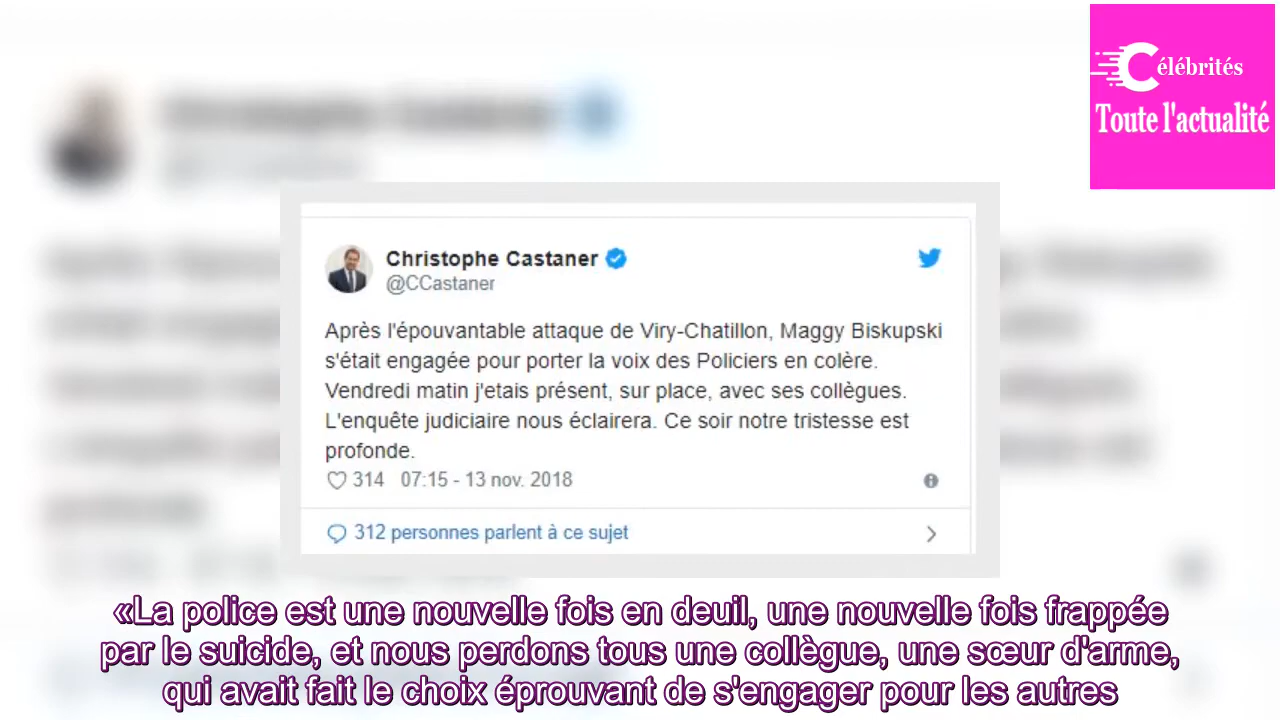 Célébrités
Toute l'actualité
Christophe Castaner
@CCastaner
Après l'épouvantable attaque de Viry-Chatillon, Maggy Biskupski
s'était engagée pour porter la voix des Policiers en colère.
Vendredi matin j'etais présent, sur place, avec ses collègues.
L'enquête judiciaire nous éclairera. Ce soir notre tristesse est
profonde.
314 07:15 - 13 nov. 2018
312 personnes parlent à ce sujet
«La police est une nouvelle fois en deuil, une nouvelle fois frappée
par le suicide, et nous perdons tous une collègue, une sœur d'arme,
qui avait fait le choix éprouvant de s'engager pour les autres